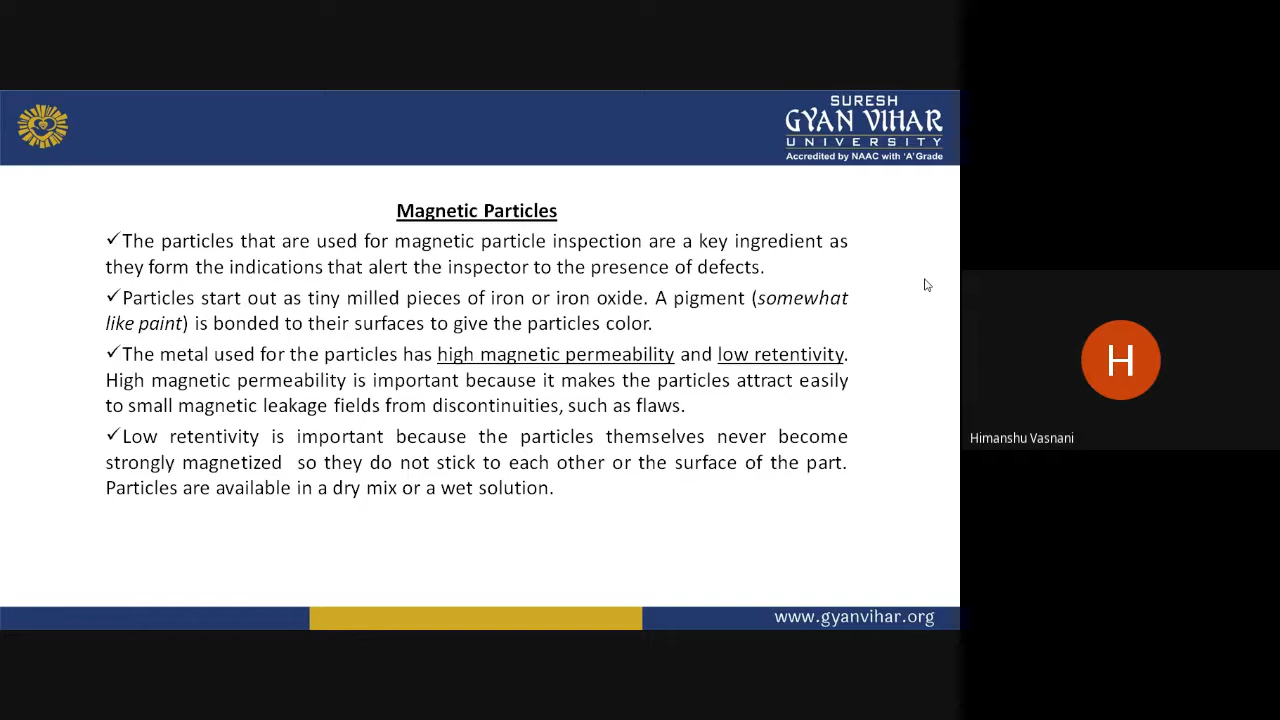 SURESH
GYAN VIHAR
UNIVERSITY
Accredited by NAAC with 'A' Grade
Magnetic Particles
✓The particles that are used for magnetic particle inspection are a key ingredient as
they form the indications that alert the inspector to the presence of defects.
✓Particles start out as tiny milled pieces of iron or iron oxide. A pigment (somewhat
like paint) is bonded to their surfaces to give the particles color.
✓The metal used for the particles has high magnetic permeability and low retentivity.
High magnetic permeability is important because it makes the particles attract easily
to small magnetic leakage fields from discontinuities, such as flaws.
✓Low retentivity is important because the particles themselves never become
strongly magnetized so they do not stick to each other or the surface of the part.
Particles are available in a dry mix or a wet solution.
www.gyanvihar.org
H
Himanshu Vasnani